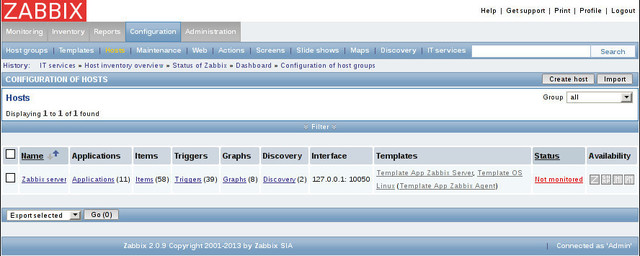 ZABBIX
Help | Get support | Print | Profile | Logout
Monitoring Inventory Reports Configuration Administration
Host groups | Templates | Hosts | Maintenance | Web | Actions | Screens | Slide shows | Maps | Discovery | IT services Search
History: IT services » Host inventory overview » Status of Zabbix » Dashboard » Configuration of host groups
CONFIGURATION OF HOSTS Create host Import
Hosts Group all
Displaying 1 to 1 of 1 found
Filter
Name Applications Items Triggers Graphs Discovery Interface Templates Status Availability
Zabbix server Applications (11) Items (58) Triggers (39) Graphs (8) Discovery (2) 127.0.0.1: 10050 Template App Zabbix Server, Template OS Linux (Template App Zabbix Agent) Not monitored
Export selected Go (0)
Zabbix 2.0.9 Copyright 2001-2013 by Zabbix SIA | Connected as 'Admin'